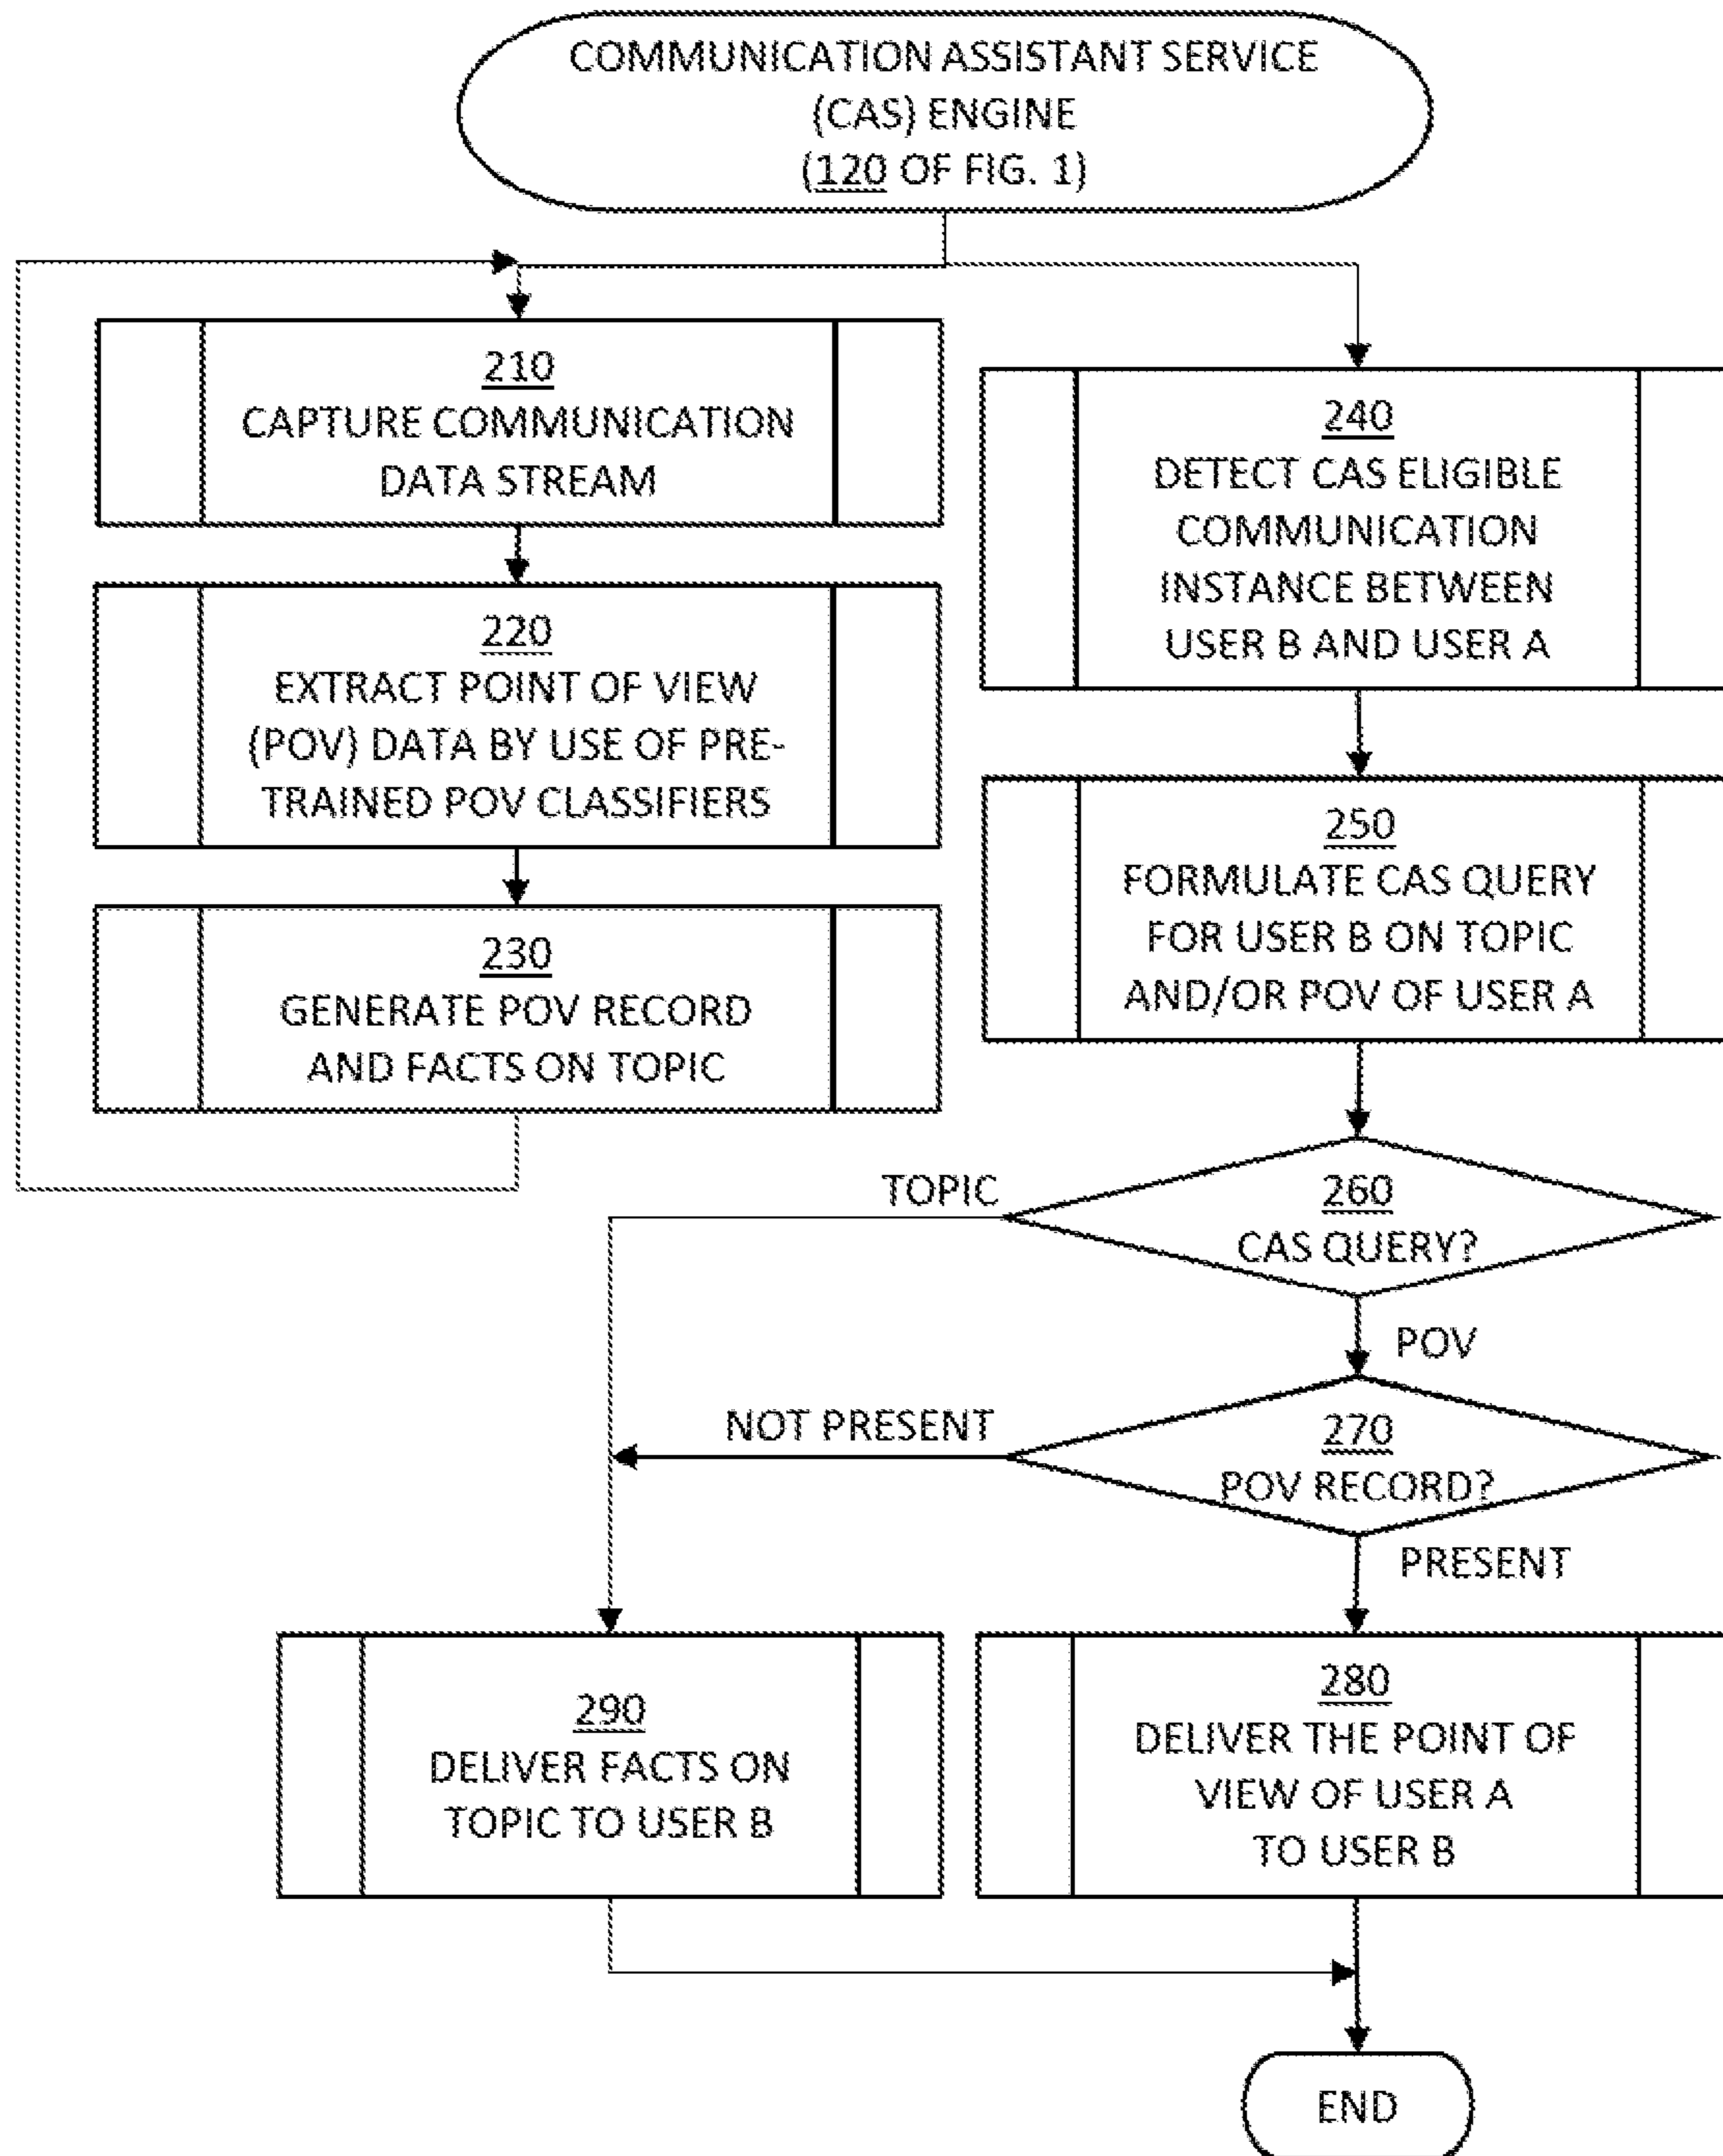 COMMUNICATION ASSISTANT SERVICE
(CAS) ENGINE
(120 OF FIG. 1)
210
CAPTURE COMMUNICATION
DATA STREAM
220
EXTRACT POINT OF VIEW
(POV) DATA BY USE OF PRE-
TRAINED POV CLASSIFIERS
230
GENERATE POV RECORD
AND FACTS ON TOPIC
240
DETECT CAS ELIGIBLE
COMMUNICATION
INSTANCE BETWEEN
USER B AND USER A
250
FORMULATE CAS QUERY
FOR USER B ON TOPIC
AND/OR POV OF USER A
TOPIC
260
CAS QUERY?
POV
NOT PRESENT
270
POV RECORD?
PRESENT
290
DELIVER FACTS ON
TOPIC TO USER B
280
DELIVER THE POINT OF
VIEW OF USER A
TO USER B
END